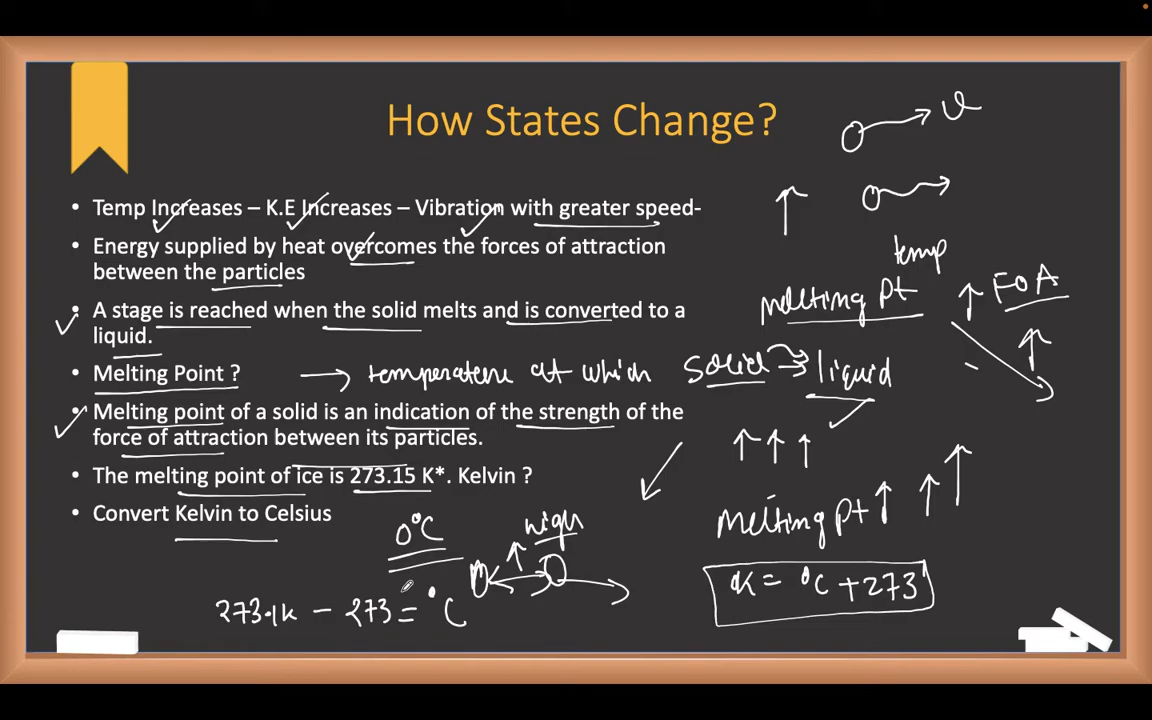 How States Change?
• Temp Increases – K.E Increases – Vibration with greater speed-
• Energy supplied by heat overcomes the forces of attraction
between the particles
• A stage is reached when the solid melts and is converted to a
liquid.
• Melting Point ?
• Melting point of a solid is an indication of the strength of the
force of attraction between its particles.
• The melting point of ice is 273.15 K*. Kelvin ?
• Convert Kelvin to Celsius
temp
melting pt ↑ FOA
→ temperature at which solid → liquid
↑ ↑ ↑
melting pt ↑ ↑ ↑
K = °C + 273
0°C
high
273.1K – 273 = °C